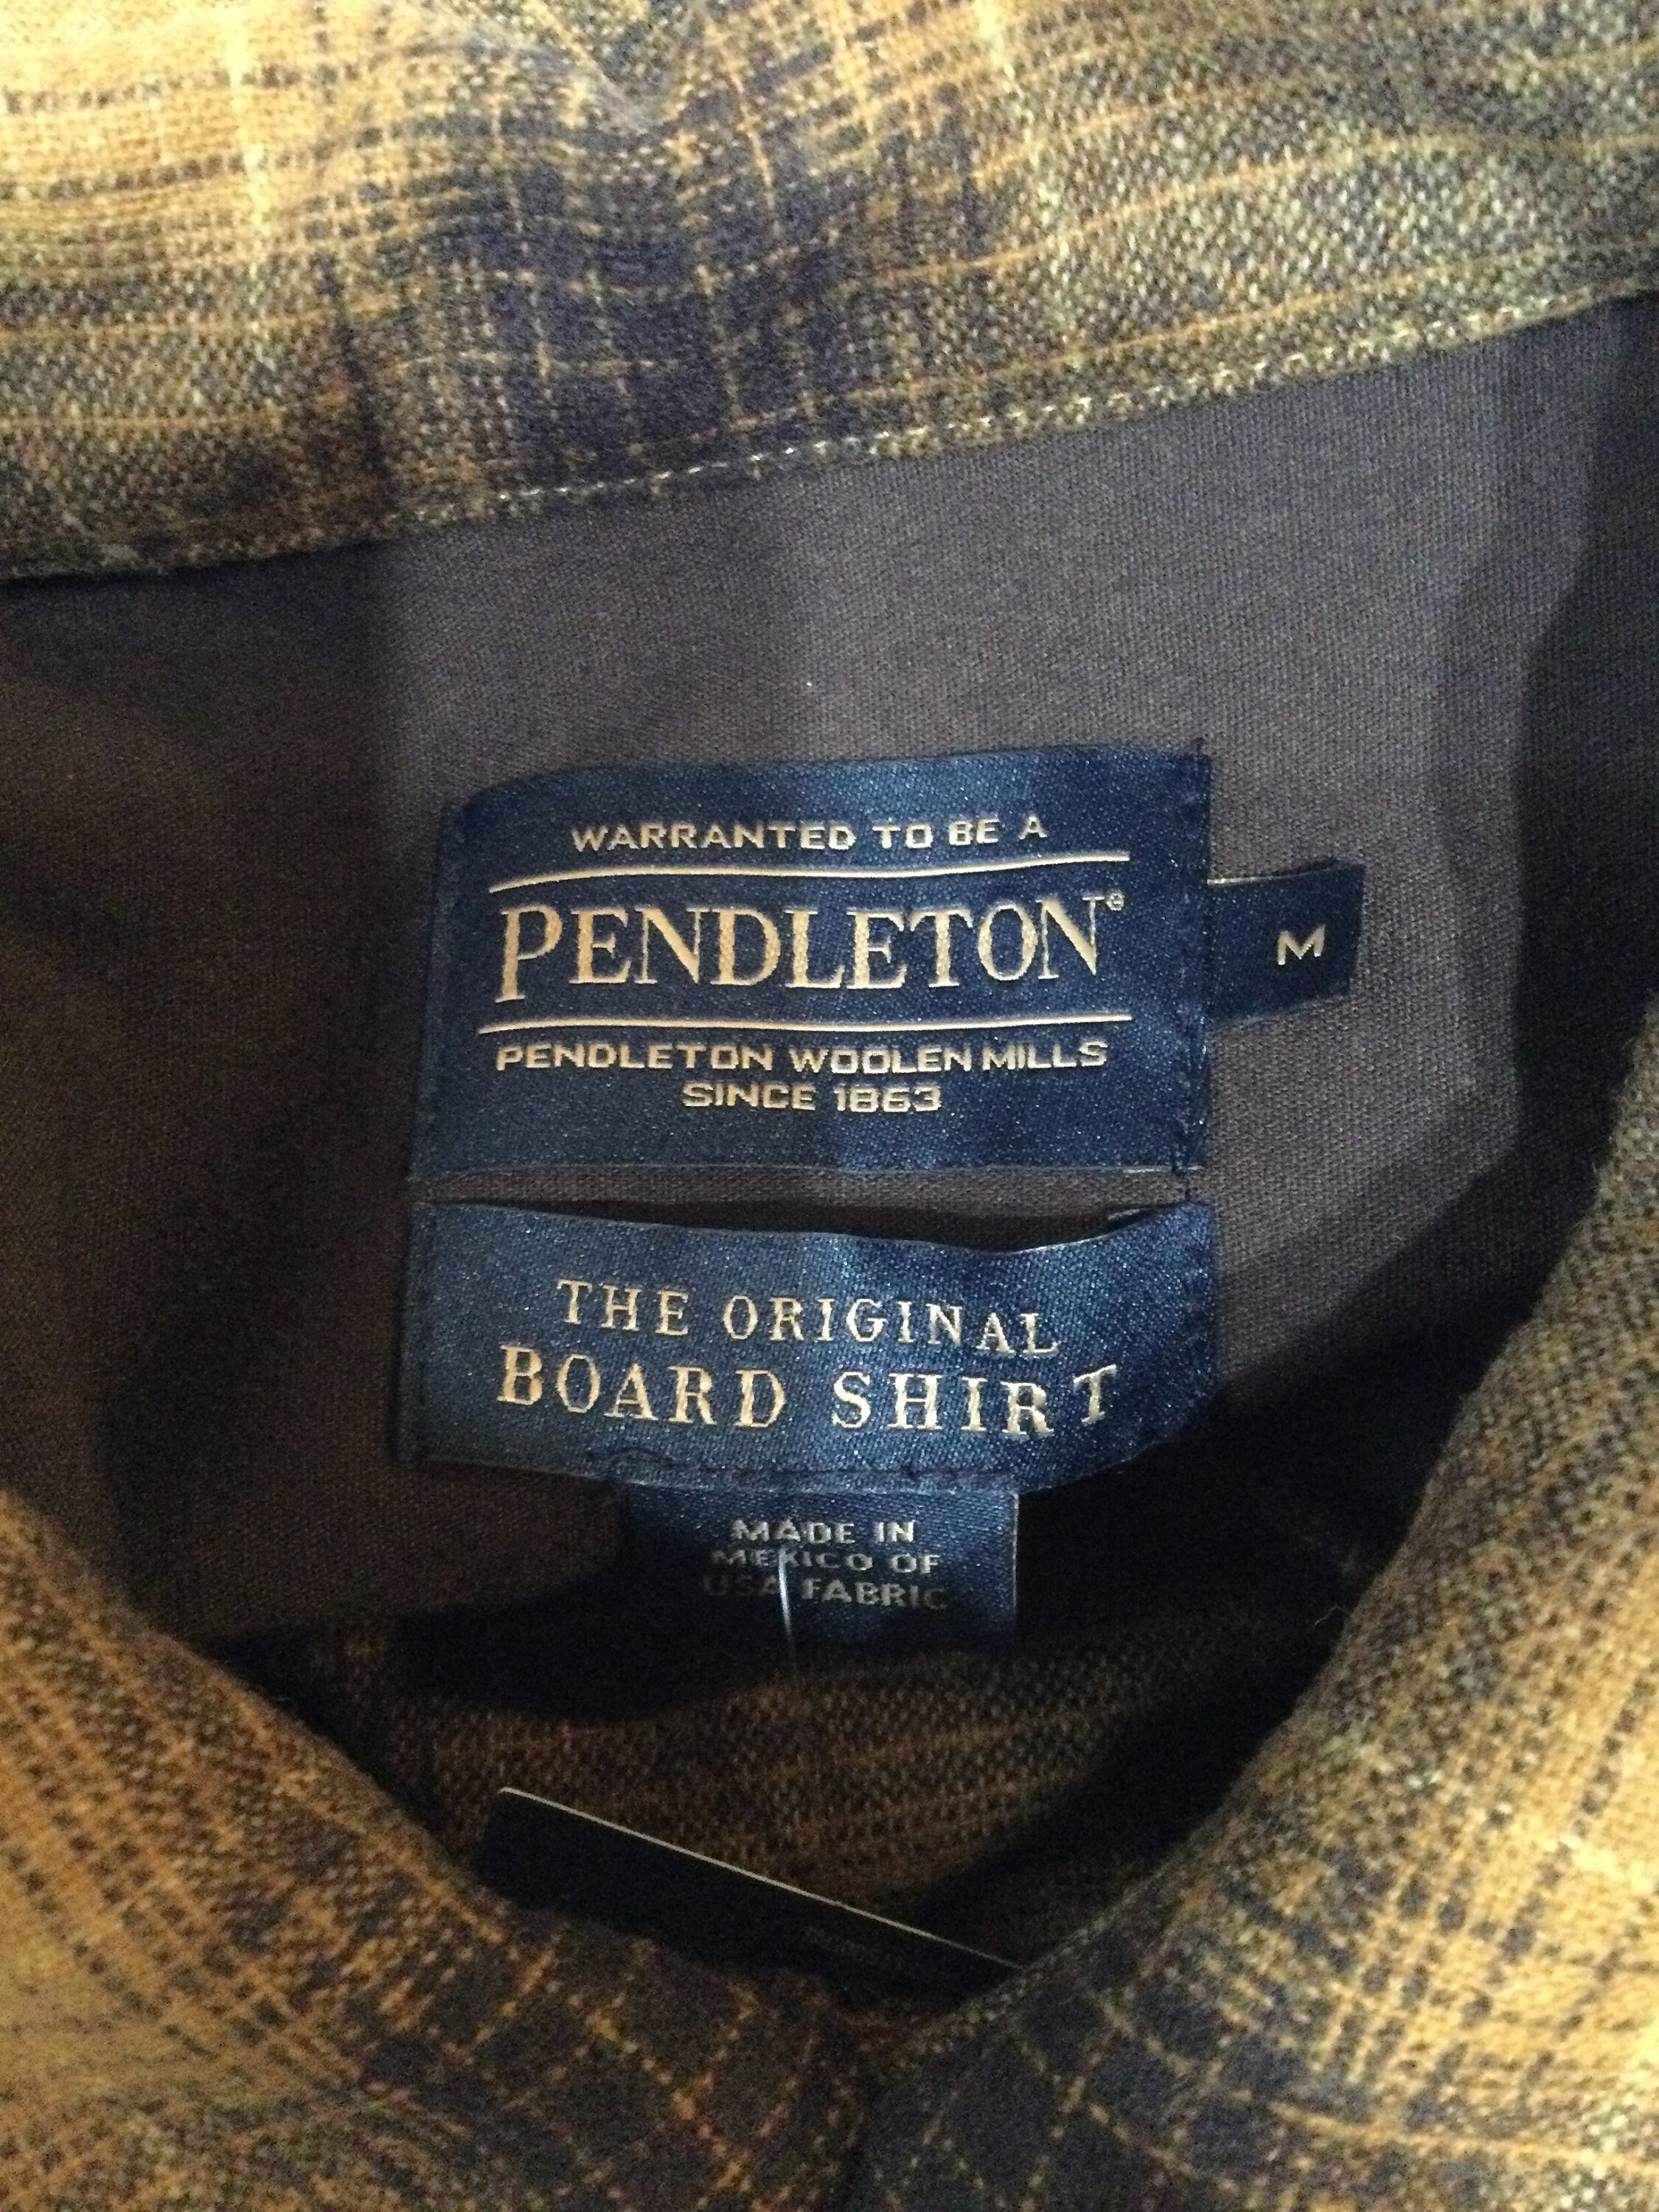 WARRANTED TO BE A
PENDLETON®
PENDLETON WOOLEN MILLS
SINCE 1863
M
THE ORIGINAL
BOARD SHIRT
MADE IN
MEXICO OF
USA FABRIC